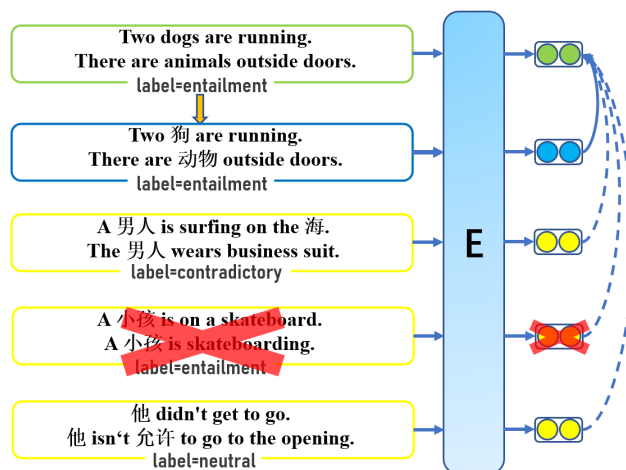 Two dogs are running.
There are animals outside doors.
label=entailment
Two 狗 are running.
There are 动物 outside doors.
label=entailment
A 男人 is surfing on the 海.
The 男人 wears business suit.
label=contradictory
A 小孩 is on a skateboard.
A 小孩 is skateboarding.
label=entailment
他 didn't get to go.
他 isn‘t 允许 to go to the opening.
label=neutral
E